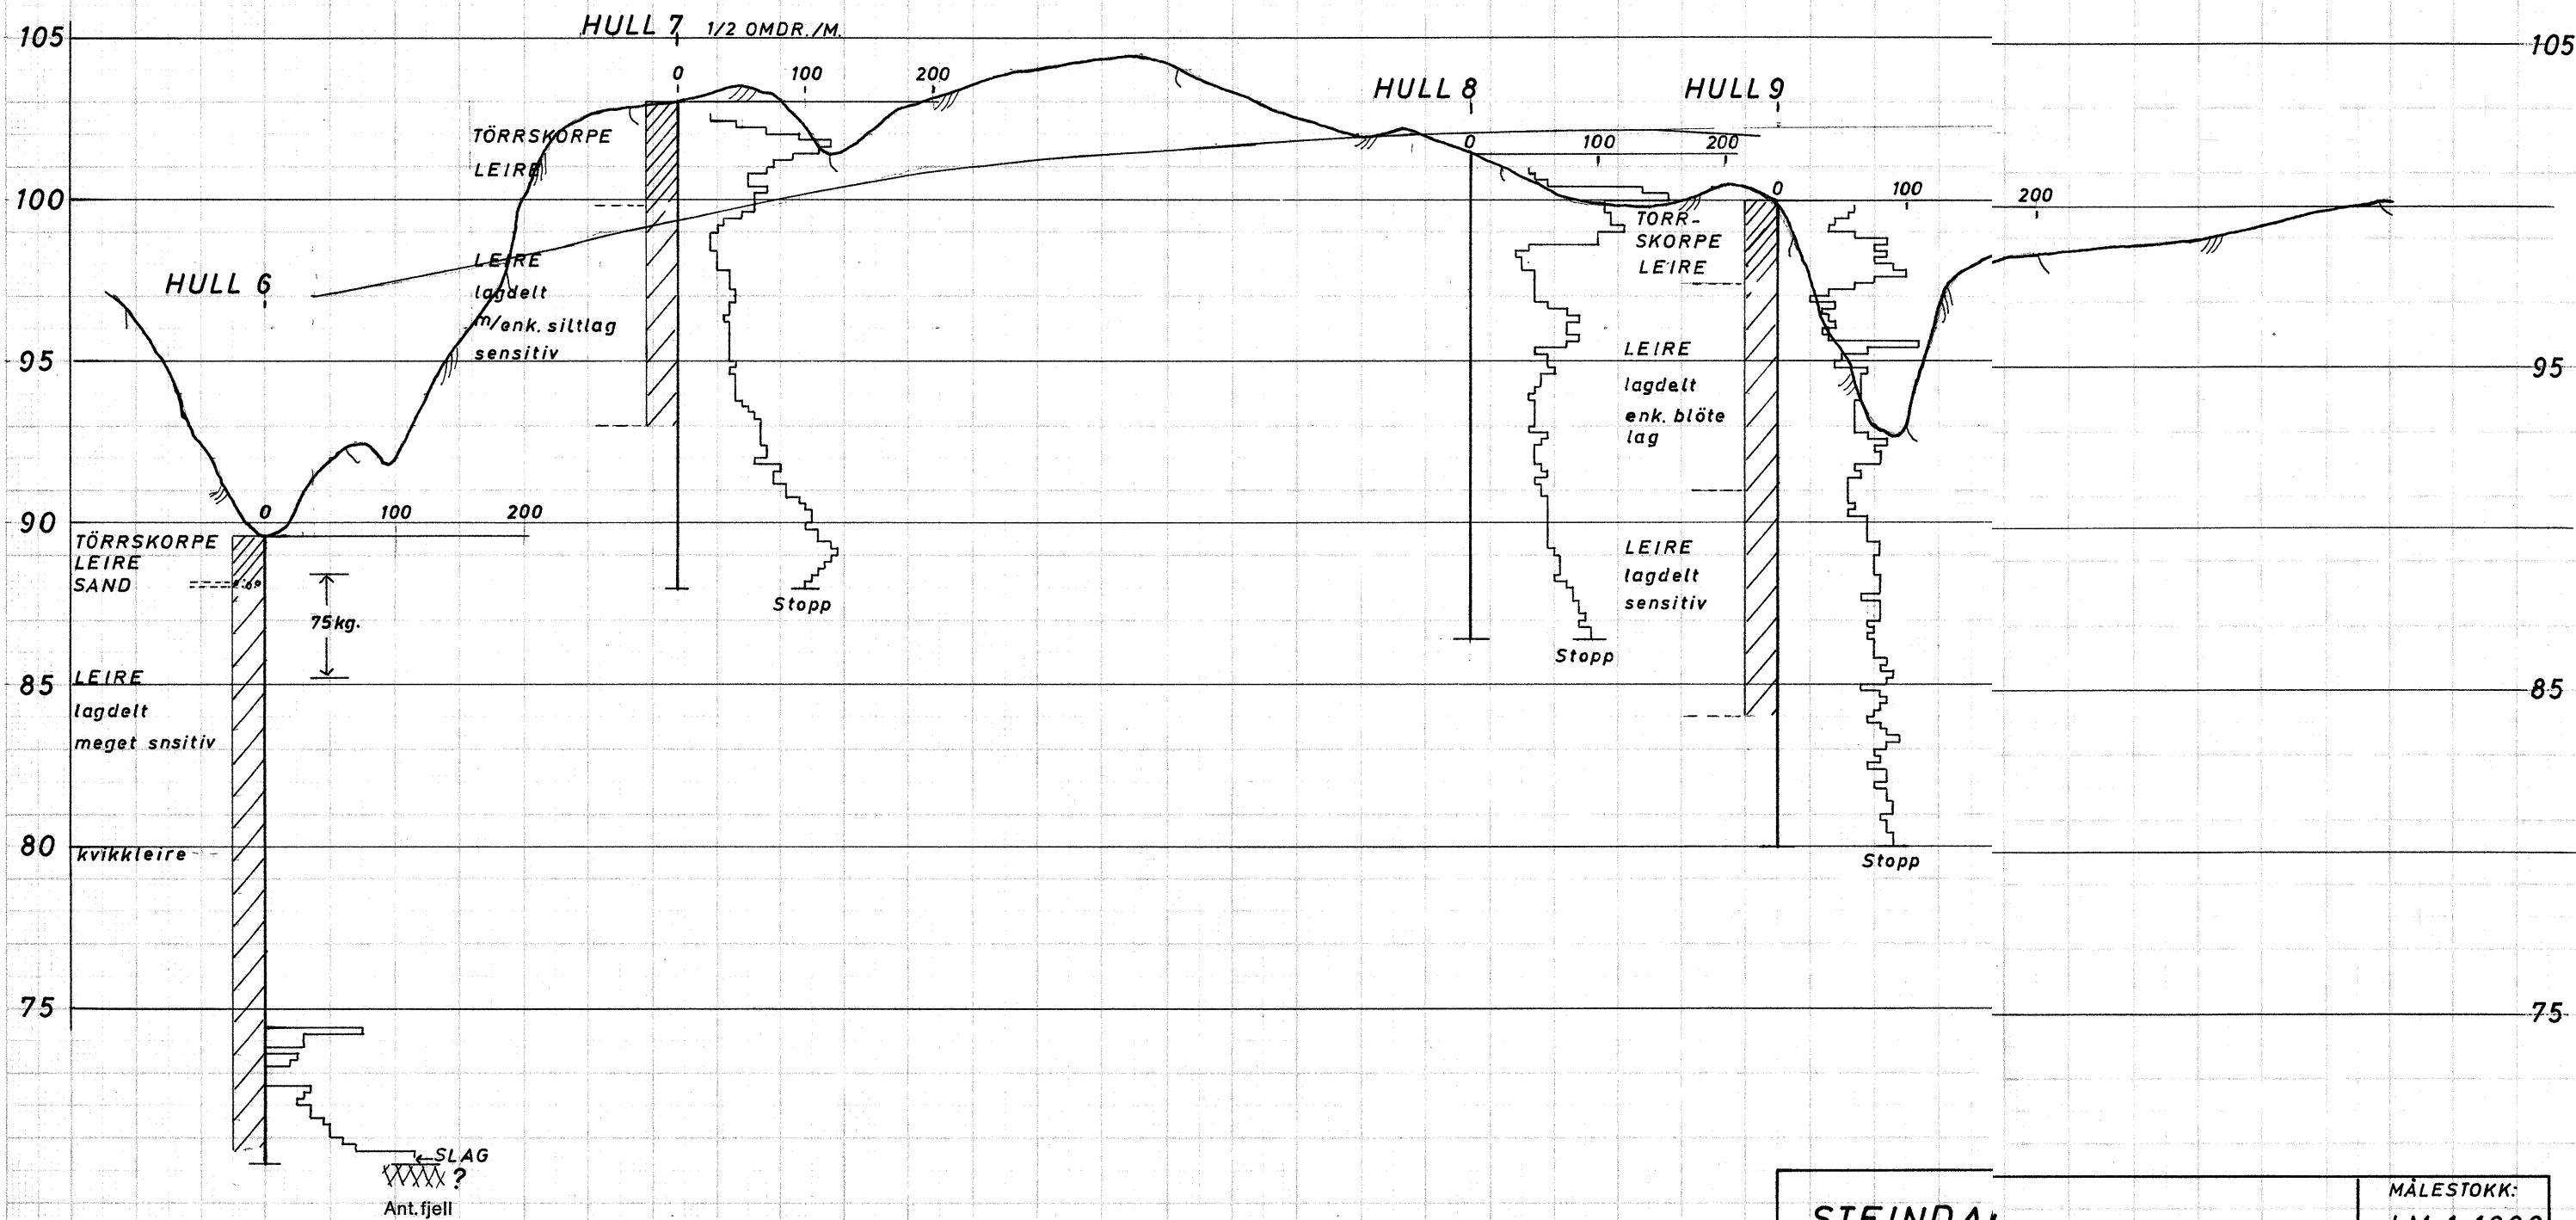 HULL 7 1/2 OMDR./M.
105
105
0 100 200
HULL 8
HULL 9
TÖRRSKORPE
LEIRE
0 100 200
100
0 100 200
TÖRR-
SKORPE
LEIRE
HULL 6
LEIRE
lagdelt
m/enk. siltlag
sensitiv
95
95
LEIRE
lagdelt
enk. blöte
lag
90
0 100 200
TÖRRSKORPE
LEIRE
SAND
75kg.
Stopp
LEIRE
lagdelt
sensitiv
Stopp
85
85
LEIRE
lagdelt
meget snsitiv
80
kvikkleire
Stopp
75
75
←SLAG
?
Ant. fjell
MÅLESTOKK: